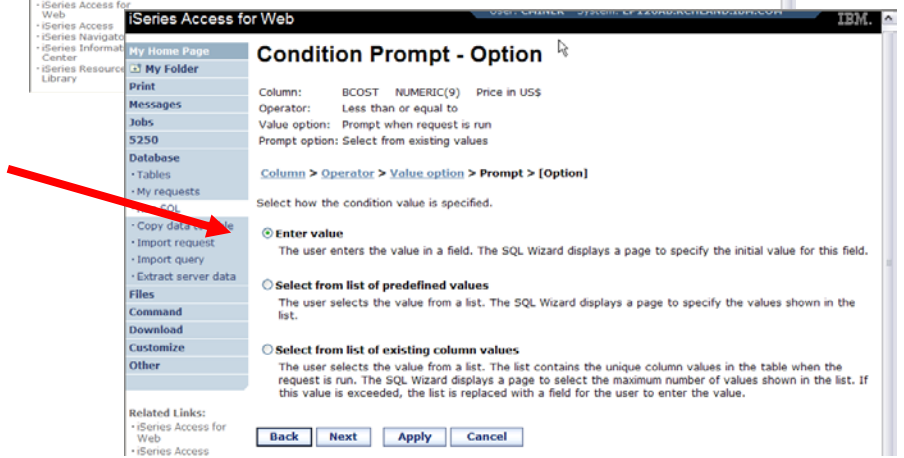 · iSeries Access for
Web
· iSeries Access
· iSeries Navigato
· iSeries Informat
Center
· iSeries Resource
Library
iSeries Access for Web
IBM.
My Home Page
My Folder
Print
Messages
Jobs
5250
Database
· Tables
· My requests
SQL
· Copy data to
· Import request
· Import query
· Extract server data
Files
Command
Download
Customize
Other
Related Links:
· iSeries Access for
Web
· iSeries Access
Condition Prompt - Option
Column: BCOST NUMERIC(9) Price in US$
Operator: Less than or equal to
Value option: Prompt when request is run
Prompt option: Select from existing values
Column > Operator > Value option > Prompt > [Option]
Select how the condition value is specified.
Enter value
The user enters the value in a field. The SQL Wizard displays a page to specify the initial value for this field.
Select from list of predefined values
The user selects the value from a list. The SQL Wizard displays a page to specify the values shown in the
list.
Select from list of existing column values
The user selects the value from a list. The list contains the unique column values in the table when the
request is run. The SQL Wizard displays a page to select the maximum number of values shown in the list. If
this value is exceeded, the list is replaced with a field for the user to enter the value.
Back Next Apply Cancel